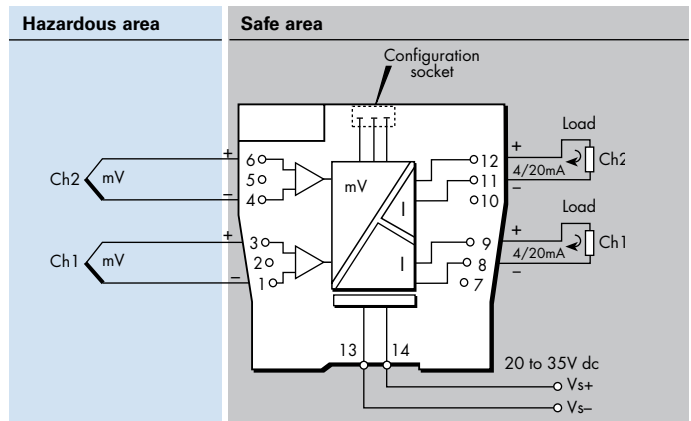 Hazardous area
Safe area
Configuration
socket
Load
+
6
5
4
+
–
Ch2
mV
mV
I
12
11
10
4/20mA
–
Ch2
Load
+
3
2
1
+
–
Ch1
mV
I
9
8
7
4/20mA
–
Ch1
13
14
20 to 35V dc
Vs+
Vs–